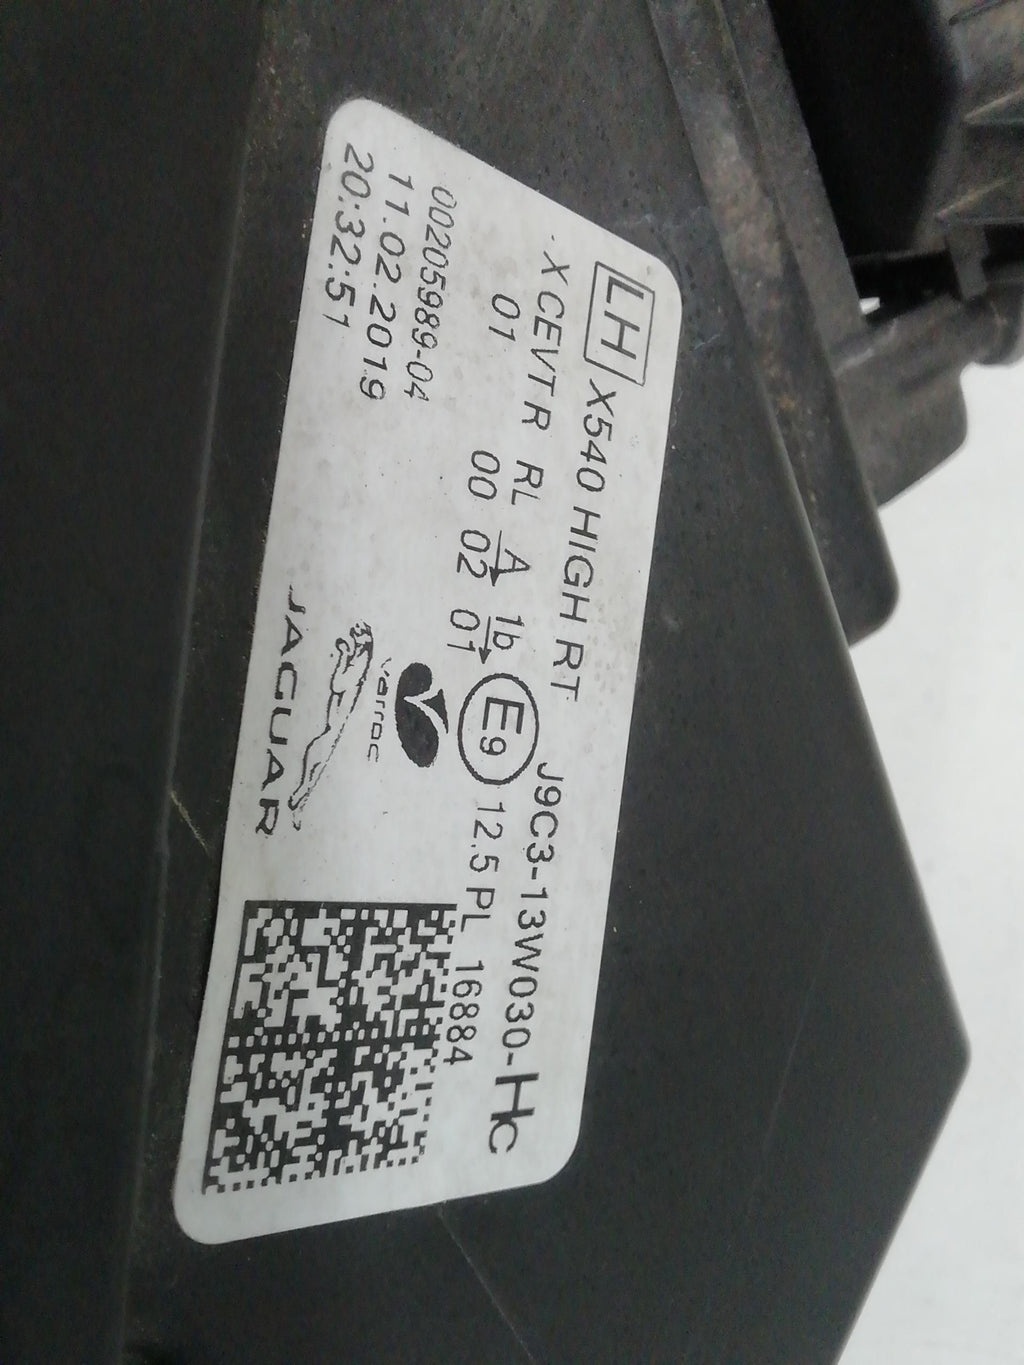 LH X540 HIGH RT J9C3-13W030-Hc
XCEVT R RL A 1b E9 12.5 PL 16884
01 00 02 01
00205989-04
11.02.2019
20:32:51
varroc
JAGUAR